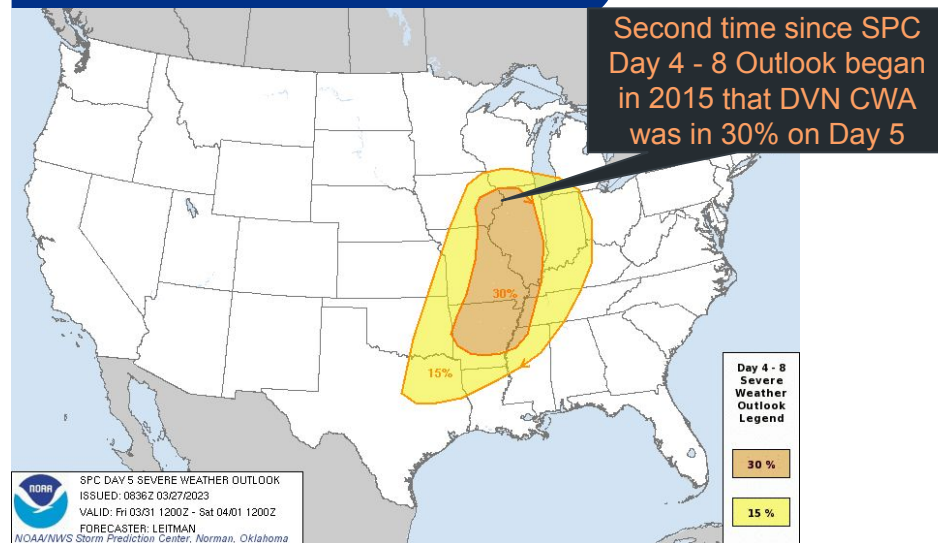 Second time since SPC
Day 4 - 8 Outlook began
in 2015 that DVN CWA
was in 30% on Day 5
30%
15%
Day 4 - 8
Severe
Weather
Outlook
Legend
30 %
15 %
NOAA
SPC DAY 5 SEVERE WEATHER OUTLOOK
ISSUED: 0836Z 03/27/2023
VALID: Fri 03/31 1200Z - Sat 04/01 1200Z
FORECASTER: LEITMAN
NOAA/NWS Storm Prediction Center, Norman, Oklahoma